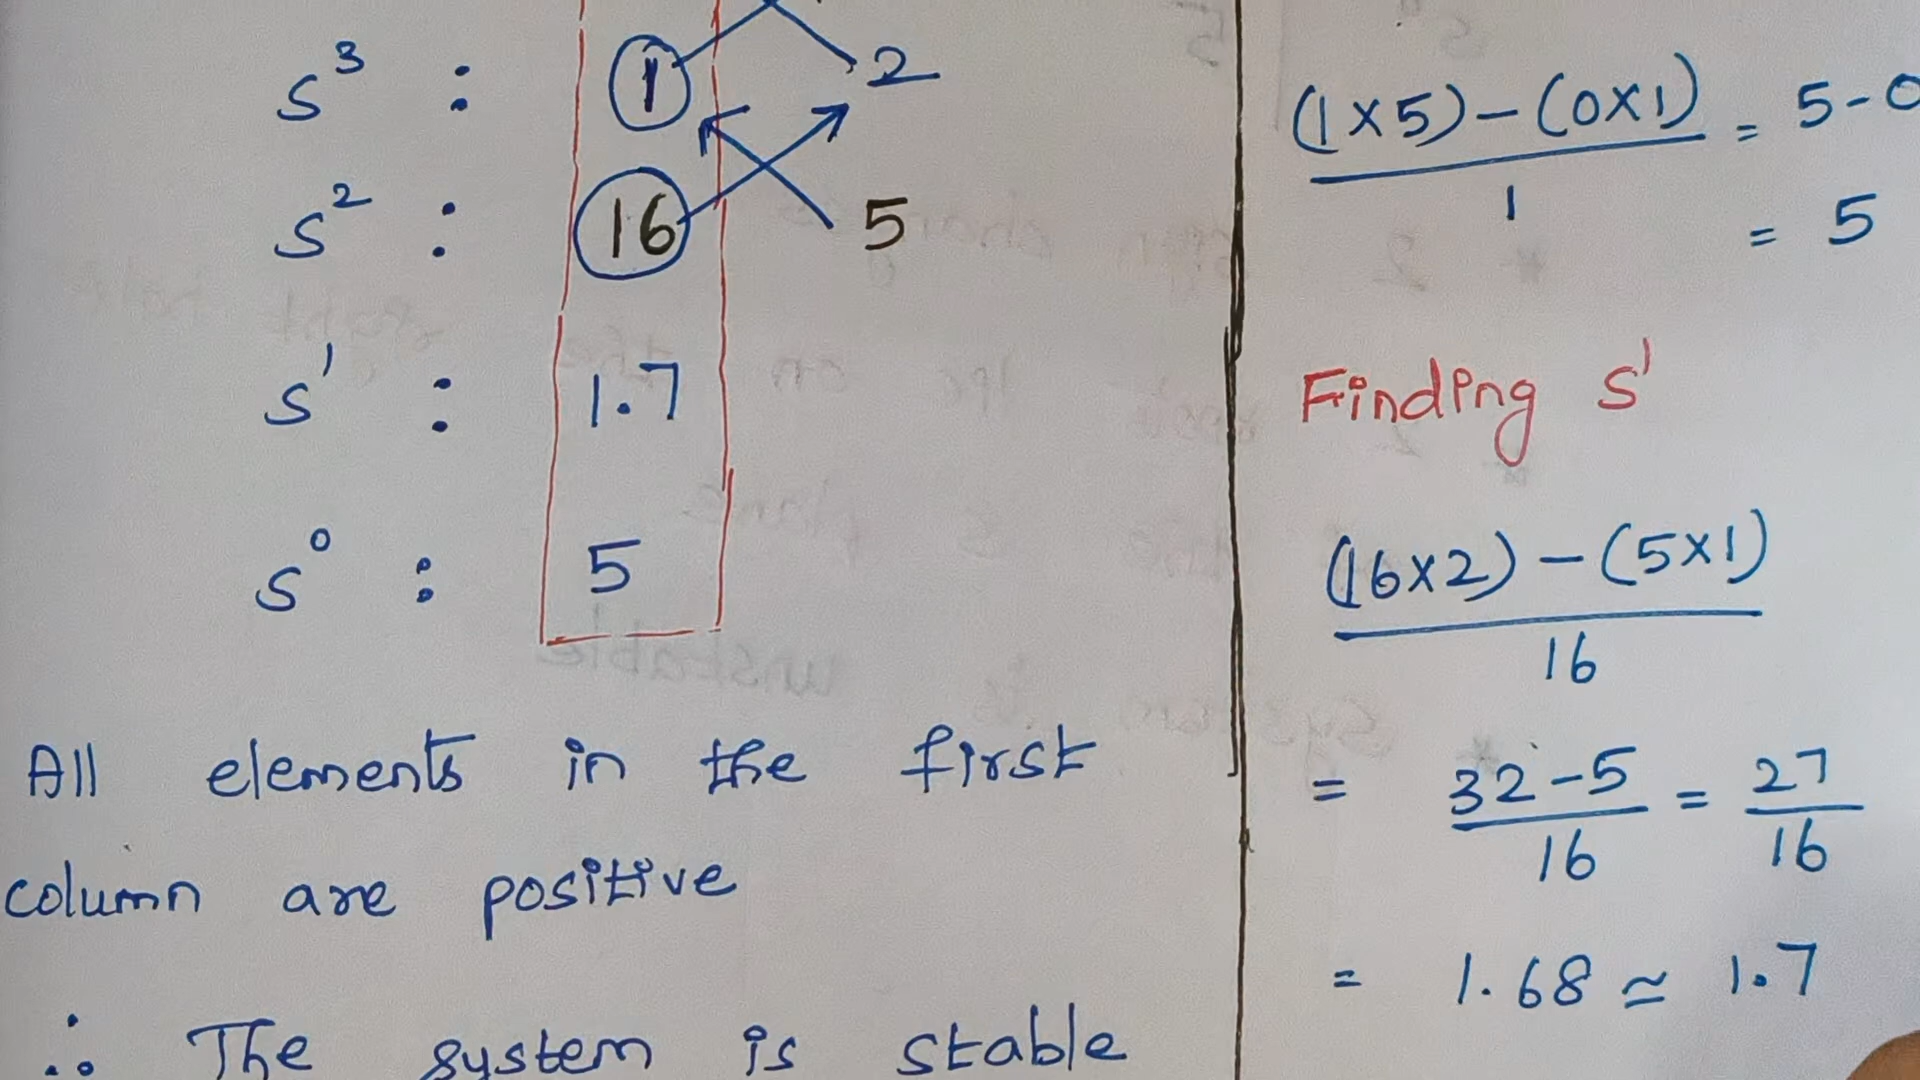 s³ : 1 2
s² : 16 5
s¹ : 1.7
s⁰ : 5
All elements in the first
column are positive
∴ The system is stable
(1×5)-(0×1) / 1 = 5-0
= 5
Finding s¹
(16×2)-(5×1)
16
= 32-5 / 16 = 27 / 16
= 1.68 ≃ 1.7